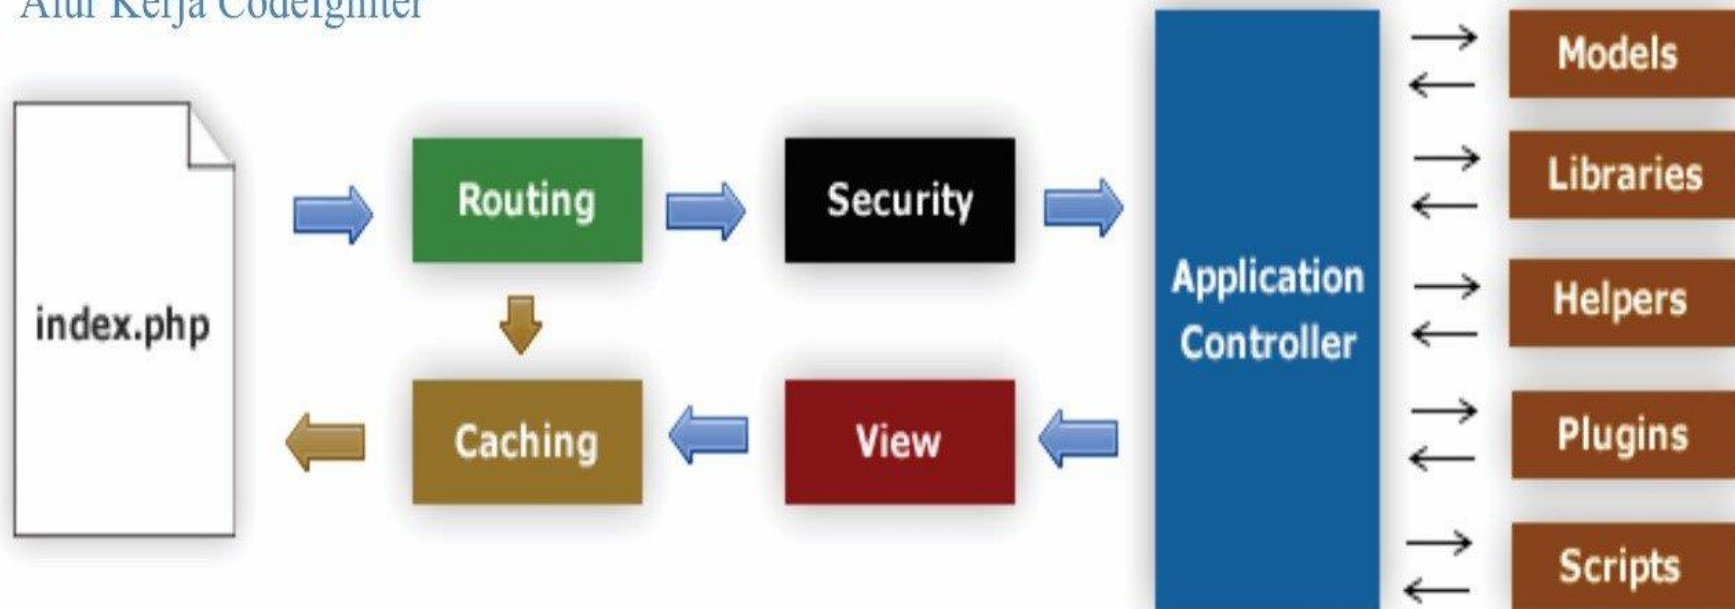 Alur Kerja CodeIgniter
index.php
Routing
Security
Caching
View
Application
Controller
Models
Libraries
Helpers
Plugins
Scripts